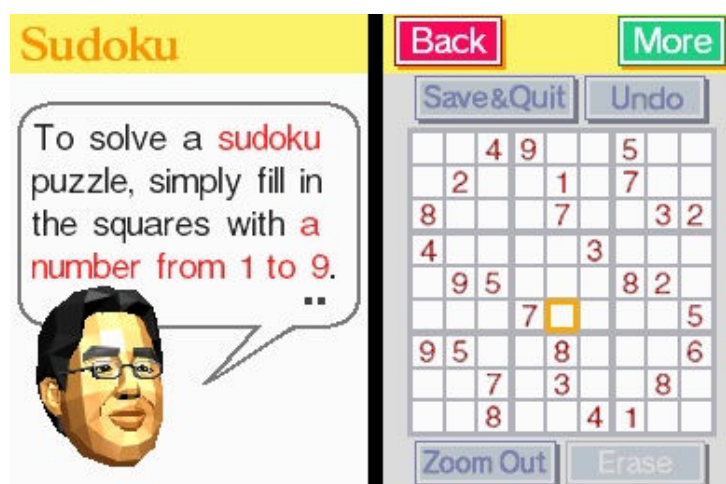 Sudoku
To solve a sudoku
puzzle, simply fill in
the squares with a
number from 1 to 9.
Back
More
Save&Quit
Undo
4 9 5
2 1 7
8 7 3 2
4 3
9 5 8 2
7 5
9 5 8 6
7 3 8
8 4 1
Zoom Out
Erase